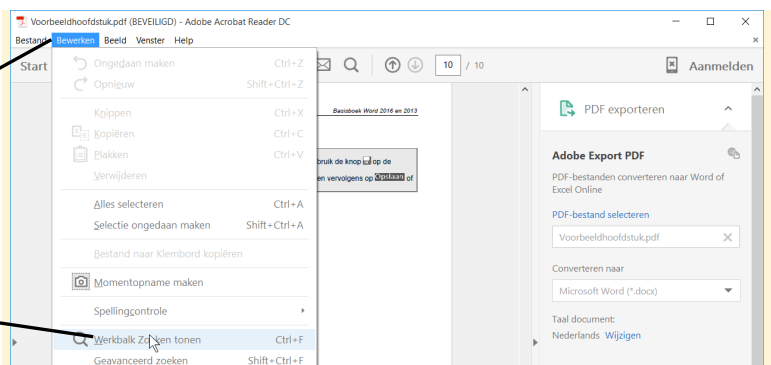 Voorbeeldhoofdstuk.pdf (BEVEILIGD) - Adobe Acrobat Reader DC
Bestand Bewerken Beeld Venster Help
Start
10 / 10
Aanmelden
Ongedaan maken Ctrl+Z
Opnieuw Shift+Ctrl+Z
Knippen Ctrl+X
Kopiëren Ctrl+C
Plakken Ctrl+V
Verwijderen
Alles selecteren Ctrl+A
Selectie ongedaan maken Shift+Ctrl+A
Bestand naar Klembord kopiëren
Momentopname maken
Spellingcontrole
Werkbalk Zoeken tonen Ctrl+F
Geavanceerd zoeken Shift+Ctrl+F
Basisboek Word 2016 en 2013
bruik de knop op de
en vervolgens op Opslaan of
PDF exporteren
Adobe Export PDF
PDF-bestanden converteren naar Word of
Excel Online
PDF-bestand selecteren
Voorbeeldhoofdstuk.pdf
Converteren naar
Microsoft Word (*.docx)
Taal document:
Nederlands Wijzigen